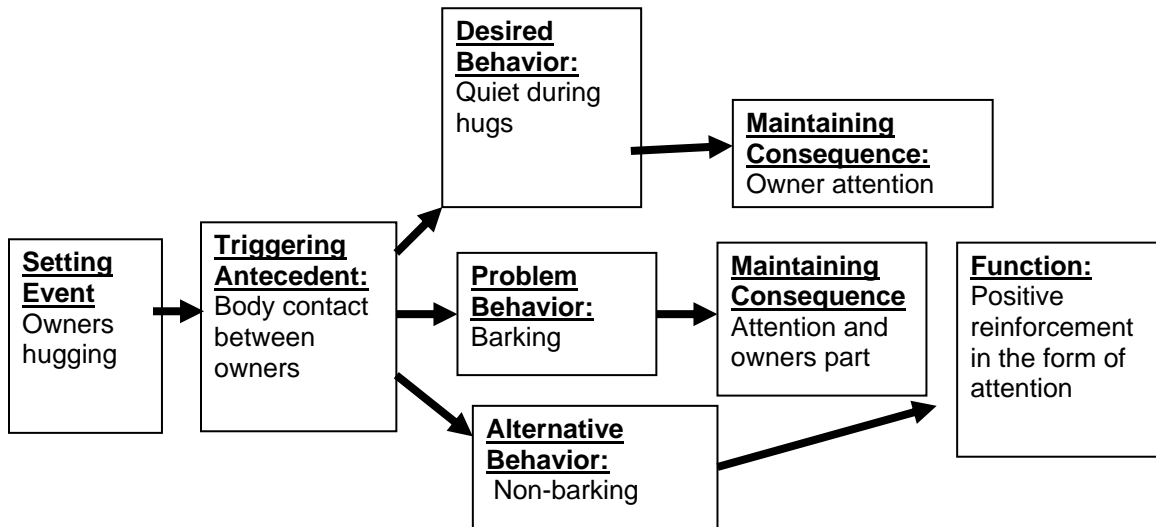 Setting
Event
Owners
hugging
Triggering
Antecedent:
Body contact
between
owners
Desired
Behavior:
Quiet during
hugs
Maintaining
Consequence:
Owner attention
Problem
Behavior:
Barking
Maintaining
Consequence
Attention and
owners part
Function:
Positive
reinforcement
in the form of
attention
Alternative
Behavior:
Non-barking